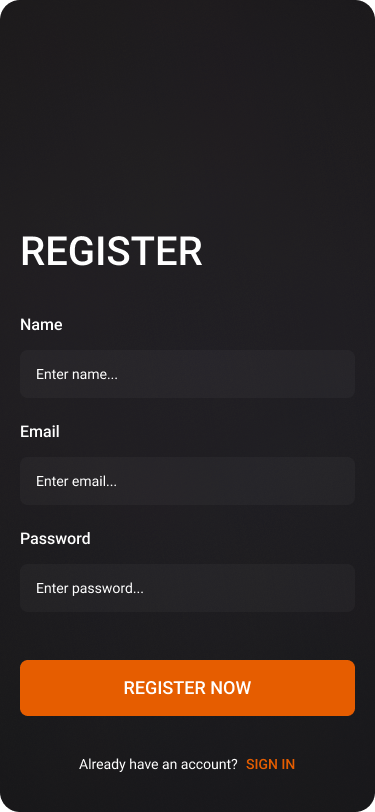 REGISTER
Name
Enter name...
Email
Enter email...
Password
Enter password...
REGISTER NOW
Already have an account? SIGN IN